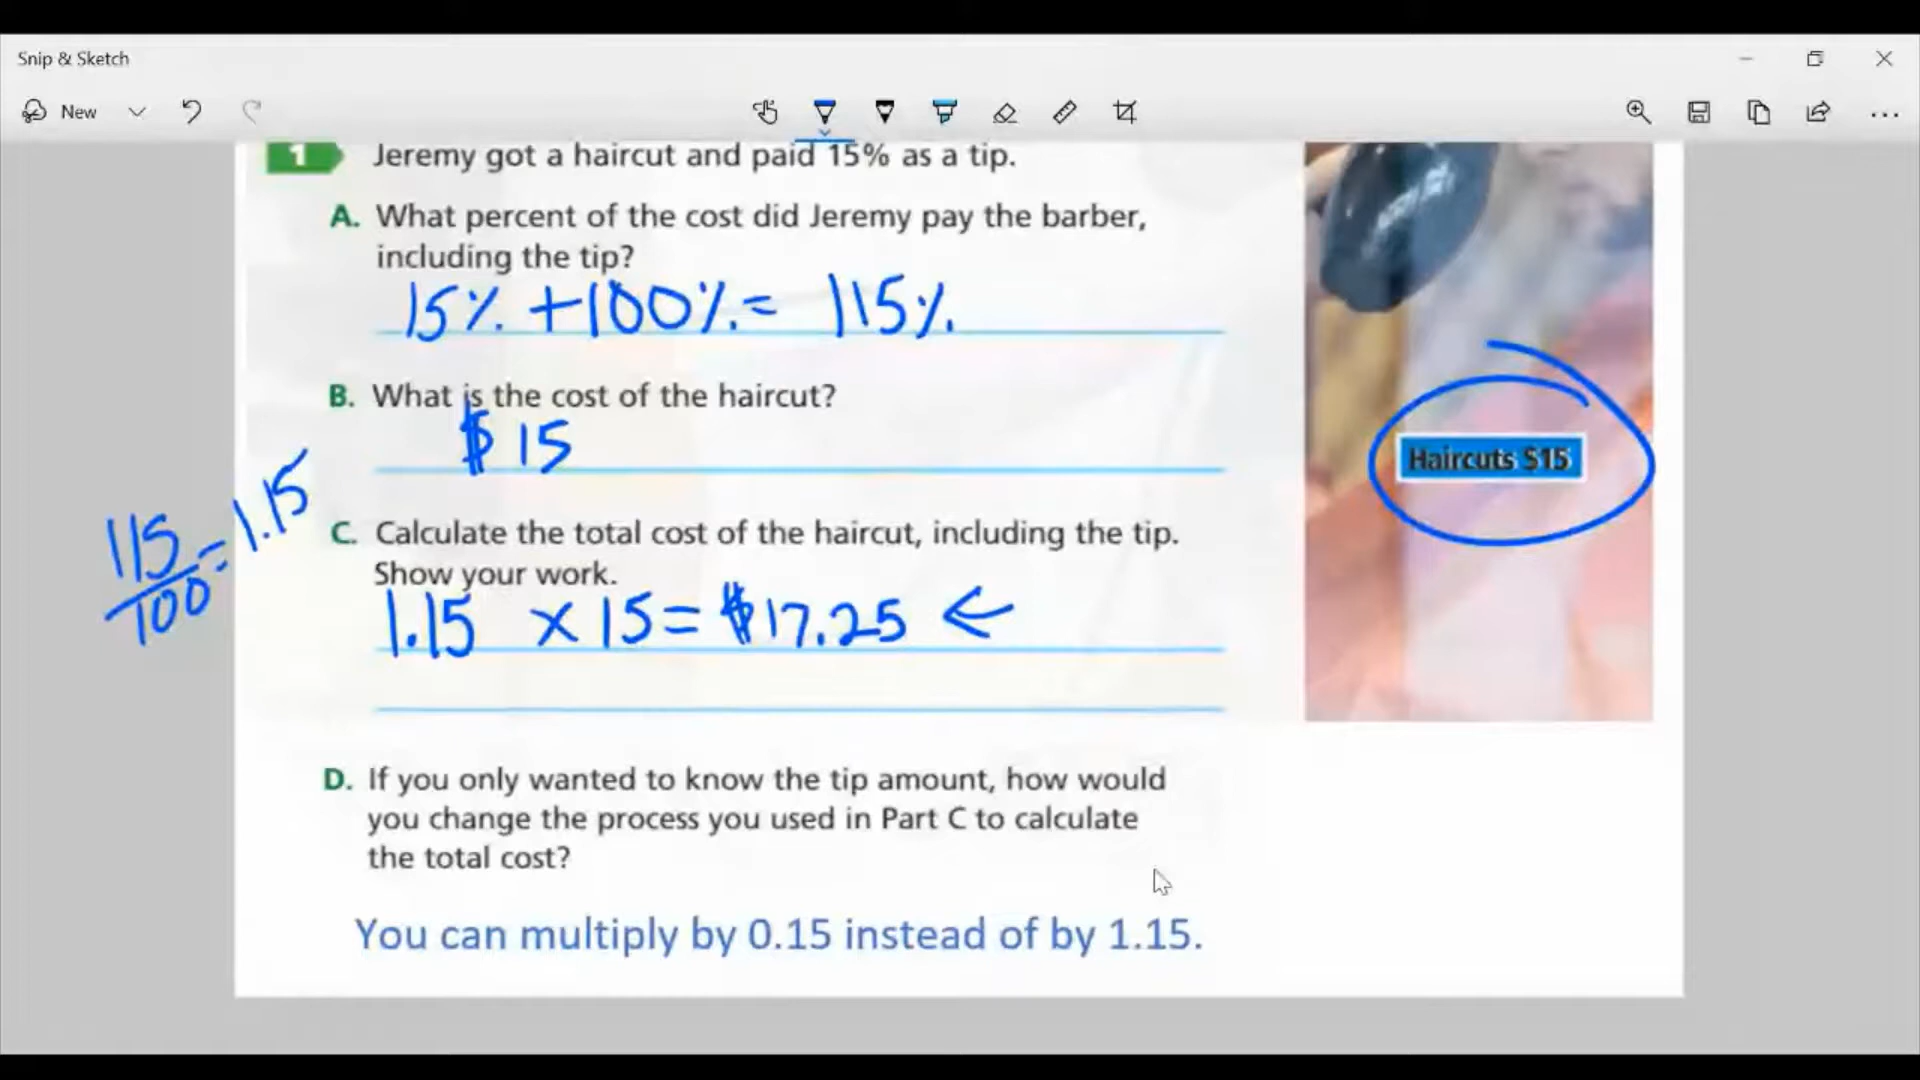 Snip & Sketch
New
1 Jeremy got a haircut and paid 15% as a tip.
A. What percent of the cost did Jeremy pay the barber,
including the tip?
15% + 100% = 115%
B. What is the cost of the haircut?
$15
Haircuts $15
115/100 = 1.15
C. Calculate the total cost of the haircut, including the tip.
Show your work.
1.15 × 15 = $17.25 ←
D. If you only wanted to know the tip amount, how would
you change the process you used in Part C to calculate
the total cost?
You can multiply by 0.15 instead of by 1.15.